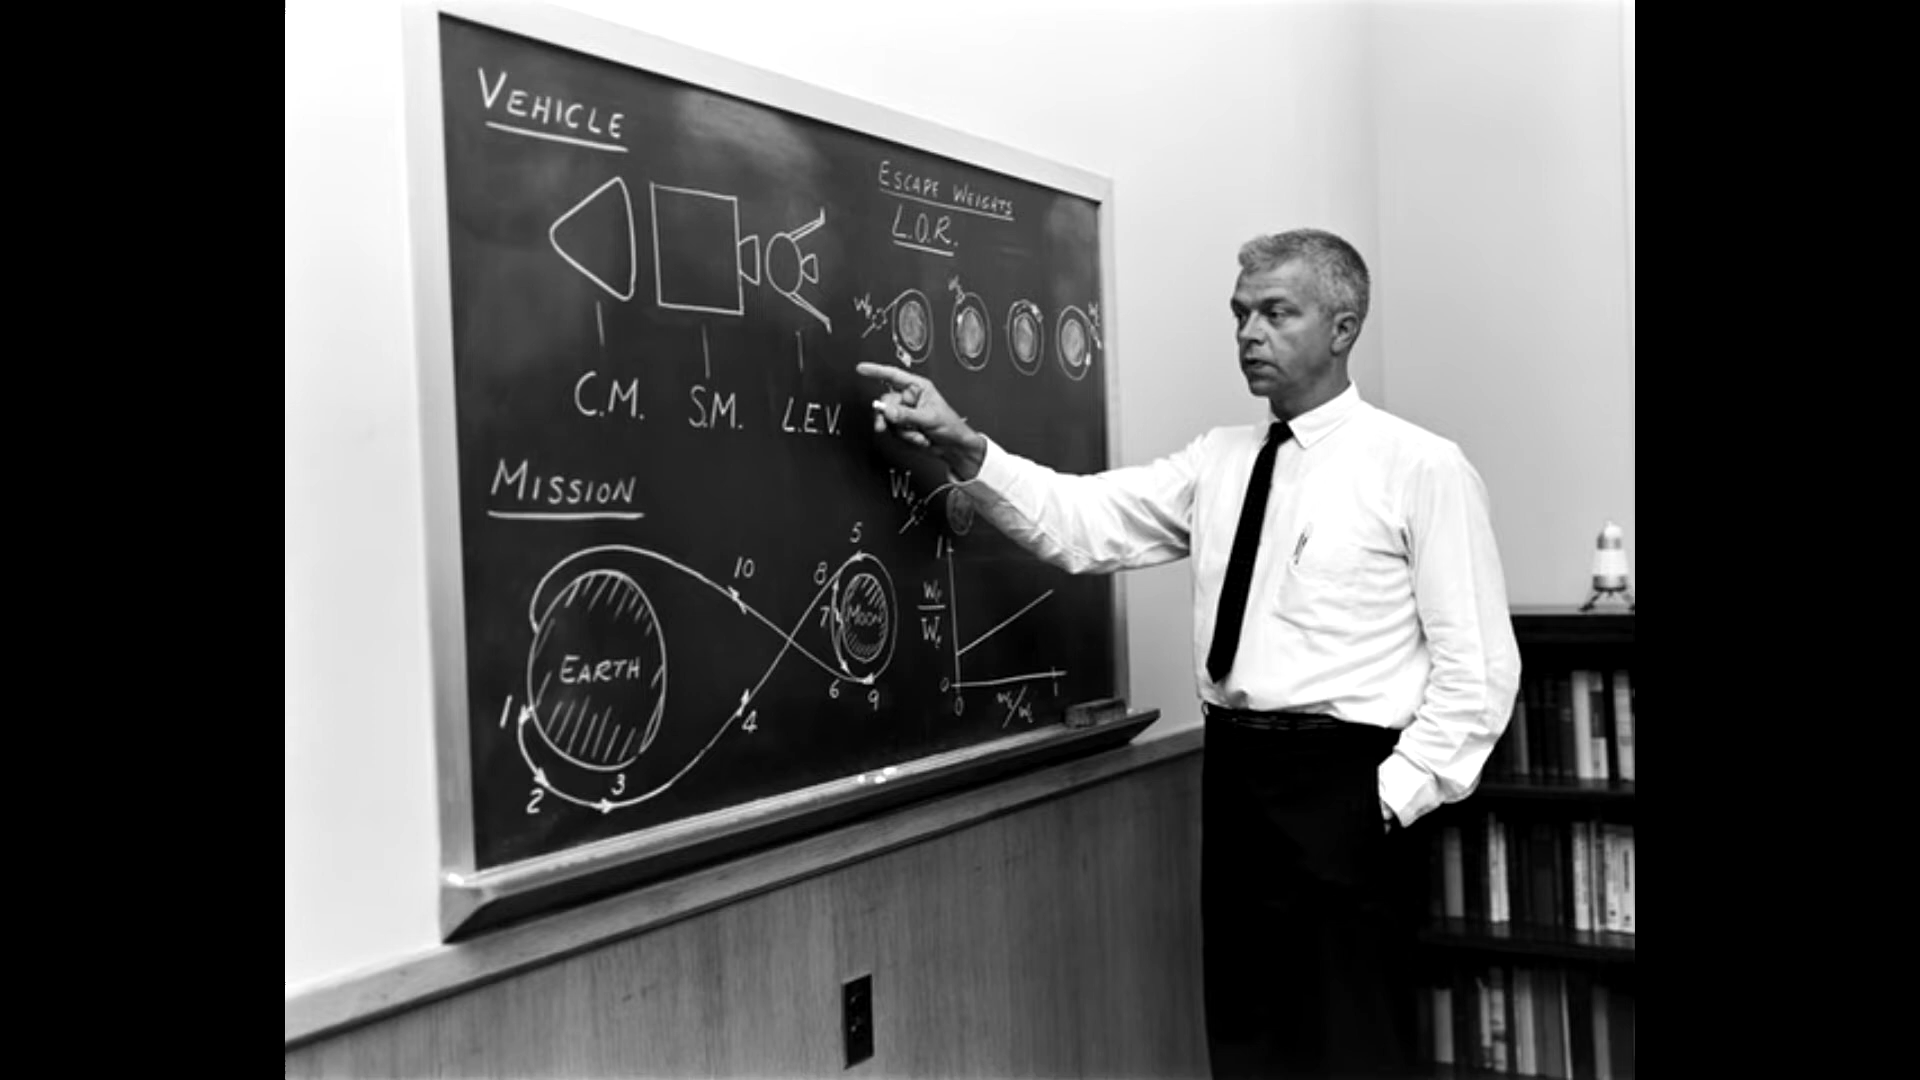 VEHICLE
C.M.
S.M.
L.E.V.
ESCAPE WEIGHTS
L.O.R.
MISSION
EARTH
MOON
1
2
3
4
5
6
7
8
9
10
1
0
0
1